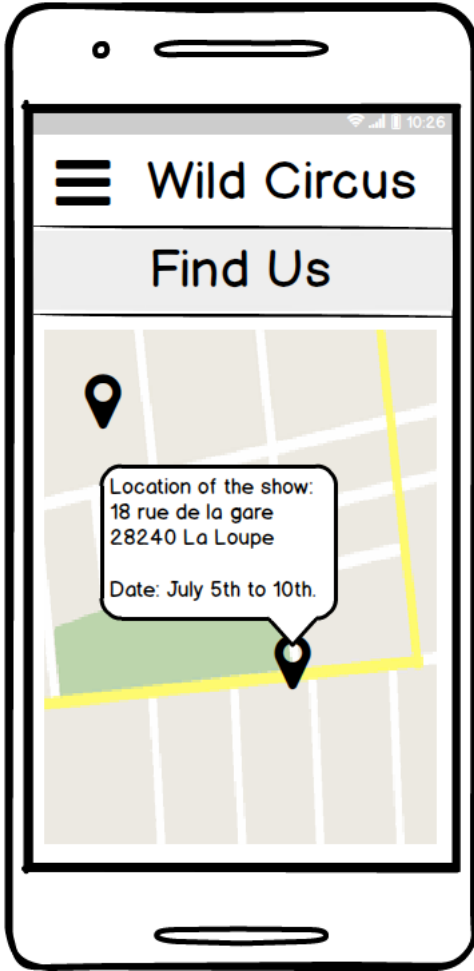 10:26
Wild Circus
Find Us
Location of the show:
18 rue de la gare
28240 La Loupe
Date: July 5th to 10th.